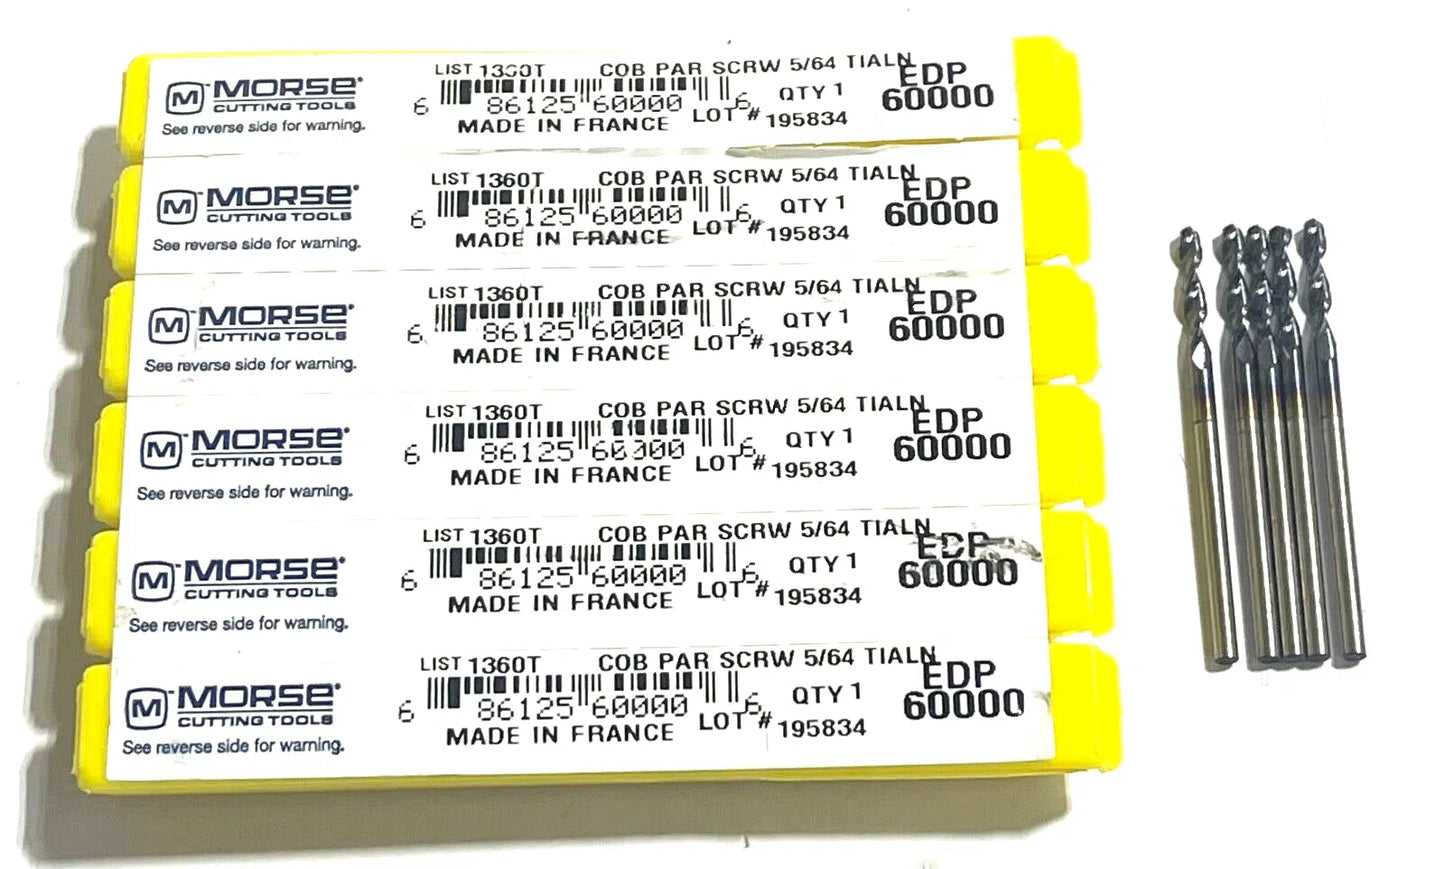 M MORSE
CUTTING TOOLS
See reverse side for warning.
LIST 1360T COB PAR SCRW 5/64 TIALN
6 86125 60000 6
QTY 1
EDP
60000
MADE IN FRANCE LOT # 195834
M MORSE
CUTTING TOOLS
See reverse side for warning.
LIST 1360T COB PAR SCRW 5/64 TIALN
6 86125 60000 6
QTY 1
EDP
60000
MADE IN FRANCE LOT # 195834
M MORSE
CUTTING TOOLS
See reverse side for warning.
LIST 1360T COB PAR SCRW 5/64 TIALN
6 86125 60000 6
QTY 1
EDP
60000
MADE IN FRANCE LOT # 195834
M MORSE
CUTTING TOOLS
See reverse side for warning.
LIST 1360T COB PAR SCRW 5/64 TIALN
6 86125 60000 6
QTY 1
EDP
60000
MADE IN FRANCE LOT # 195834
M MORSE
CUTTING TOOLS
See reverse side for warning.
LIST 1360T COB PAR SCRW 5/64 TIALN
6 86125 60000 6
QTY 1
EDP
60000
MADE IN FRANCE LOT # 195834
M MORSE
CUTTING TOOLS
See reverse side for warning.
LIST 1360T COB PAR SCRW 5/64 TIALN
6 86125 60000 6
QTY 1
EDP
60000
MADE IN FRANCE LOT # 195834